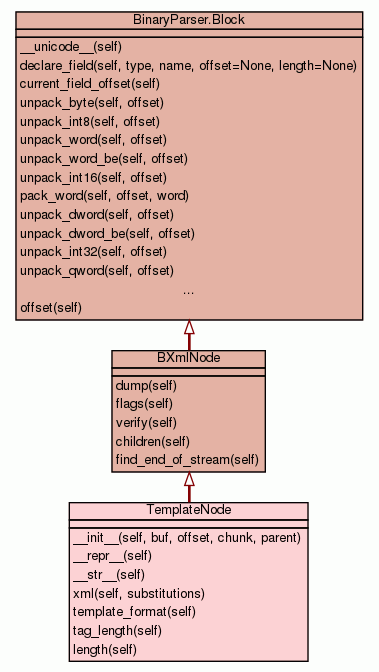 BinaryParser.Block
__unicode__(self)
declare_field(self, type, name, offset=None, length=None)
current_field_offset(self)
unpack_byte(self, offset)
unpack_int8(self, offset)
unpack_word(self, offset)
unpack_word_be(self, offset)
unpack_int16(self, offset)
pack_word(self, offset, word)
unpack_dword(self, offset)
unpack_dword_be(self, offset)
unpack_int32(self, offset)
unpack_qword(self, offset)
...
offset(self)
BXmlNode
dump(self)
flags(self)
verify(self)
children(self)
find_end_of_stream(self)
TemplateNode
__init__(self, buf, offset, chunk, parent)
__repr__(self)
__str__(self)
xml(self, substitutions)
template_format(self)
tag_length(self)
length(self)